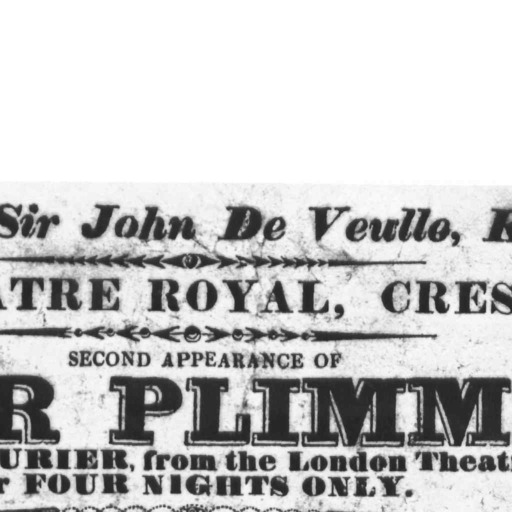 Sir John De Veulle, K
ATRE ROYAL, CRES
SECOND APPEARANCE OF
R PLIMM
URIER, from the London Theat
r FOUR NIGHTS ONLY.